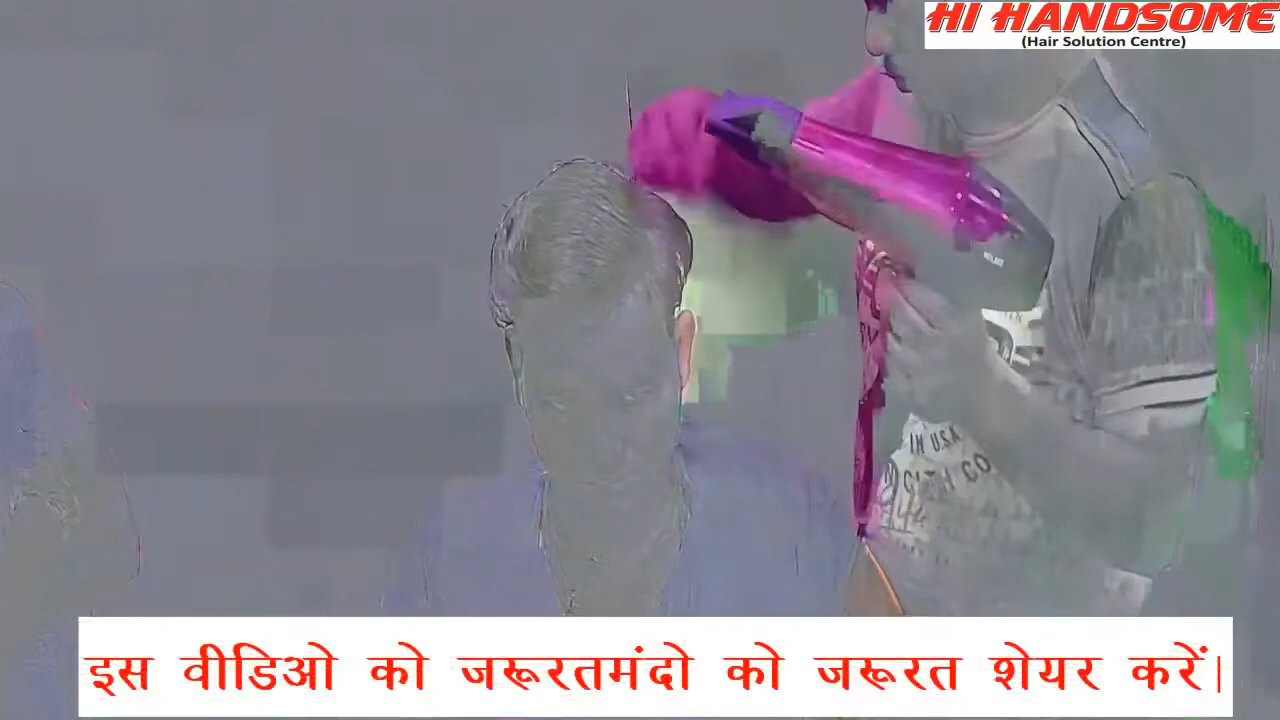 HI HANDSOME
(Hair Solution Centre)
IN USA
इस वीडिओ को जरूरतमंदो को जरूरत शेयर करें|